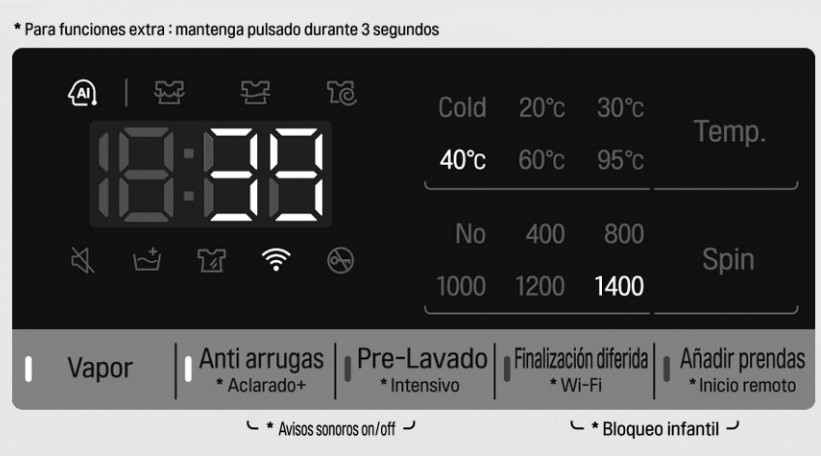 * Para funciones extra : mantenga pulsado durante 3 segundos
AI
39
Cold 20°c 30°c
40°c 60°c 95°c
Temp.
No 400 800
1000 1200 1400
Spin
Vapor
Anti arrugas
* Aclarado+
Pre-Lavado
* Intensivo
Finalización diferida
* Wi-Fi
Añadir prendas
* Inicio remoto
* Avisos sonoros on/off
* Bloqueo infantil